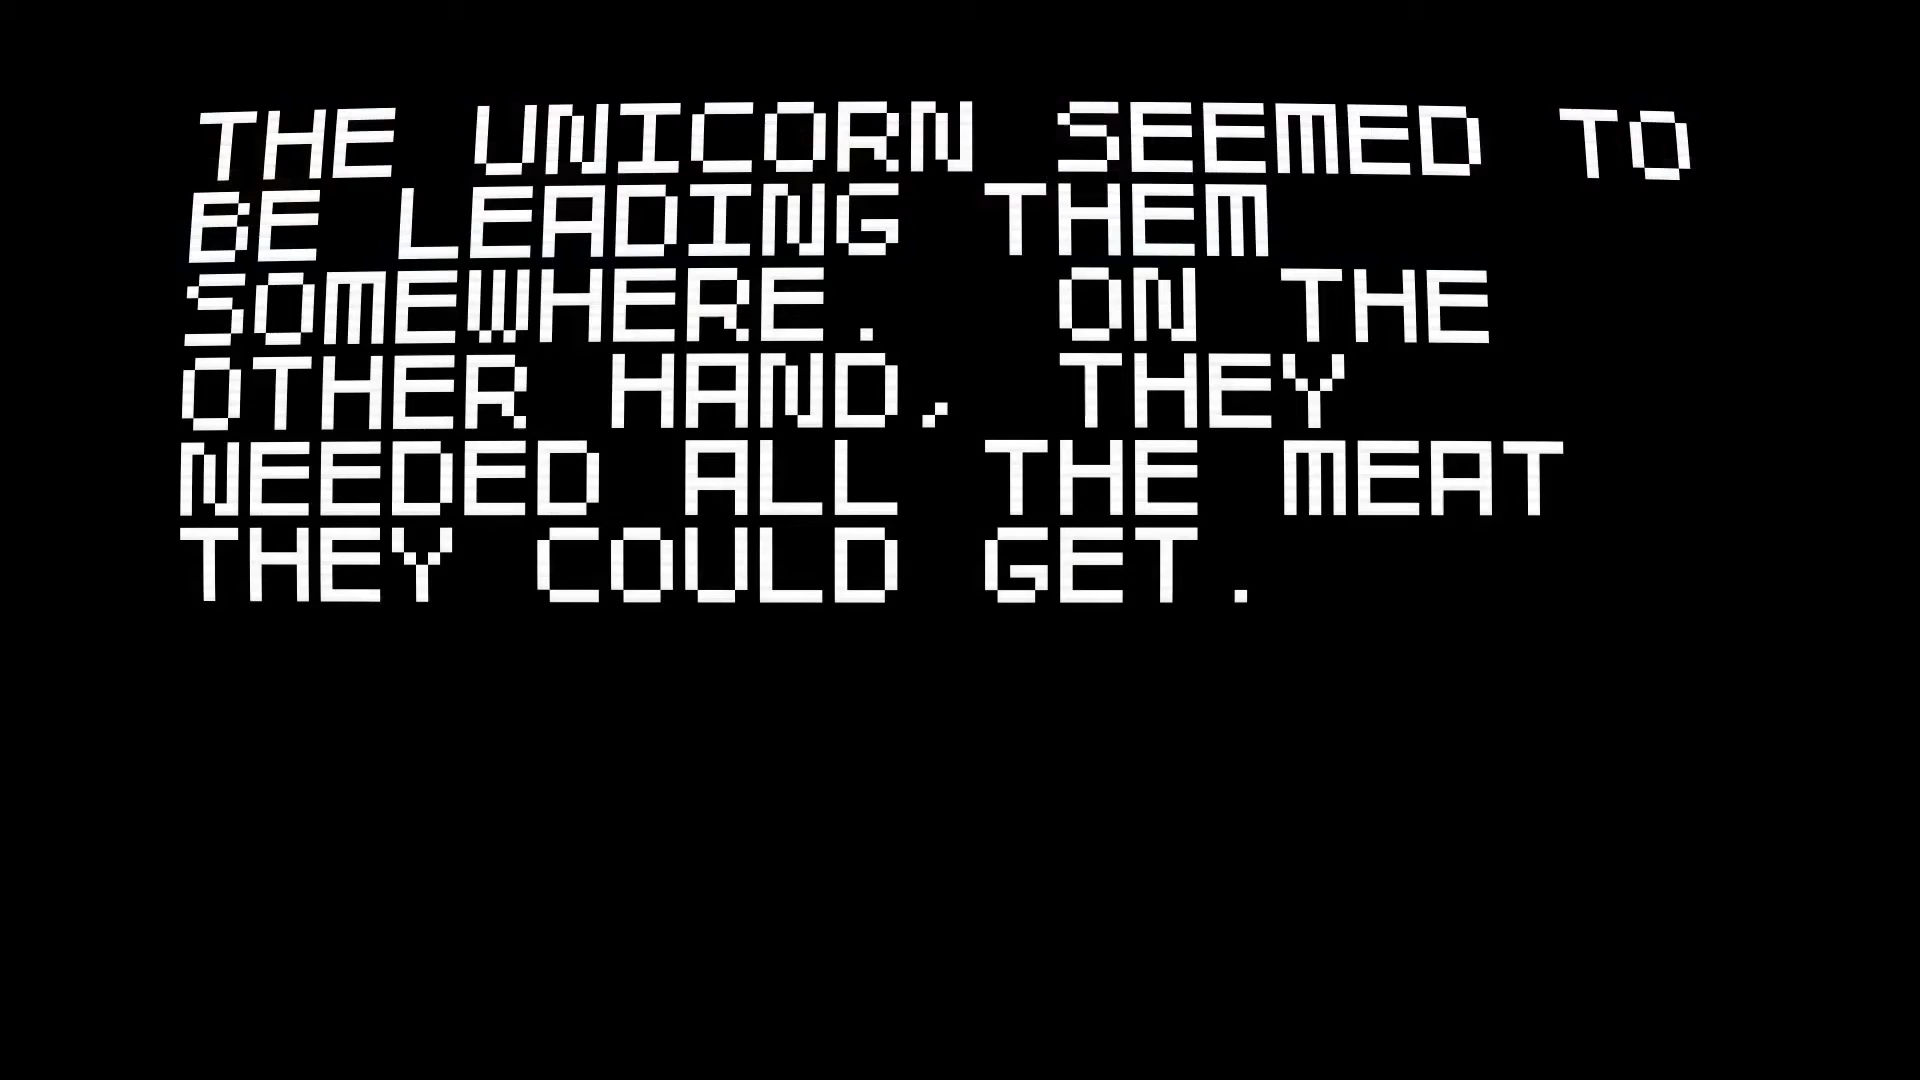 THE UNICORN SEEMED TO
BE LEADING THEM
SOMEWHERE.  ON THE
OTHER HAND, THEY
NEEDED ALL THE MEAT
THEY COULD GET.